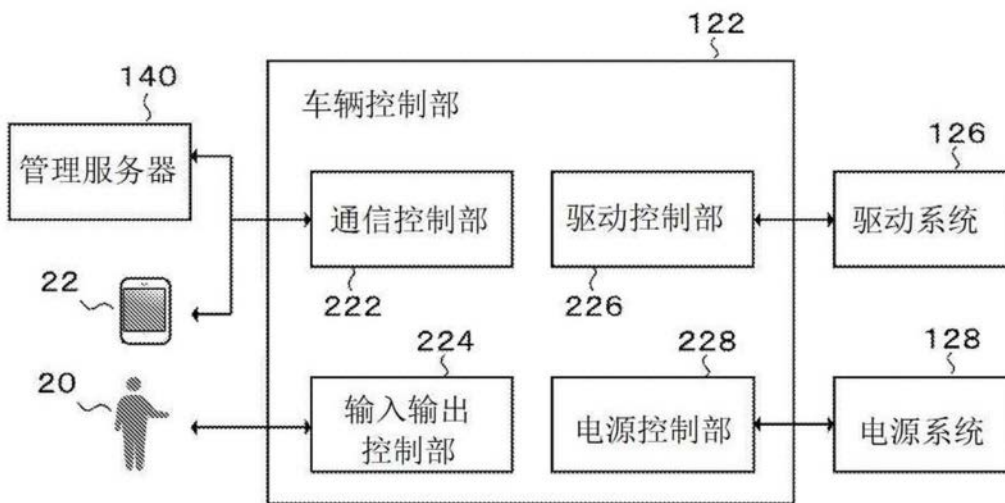 122
140
车辆控制部
管理服务器
126
通信控制部
驱动控制部
驱动系统
22
222
226
224
228
128
20
输入输出
控制部
电源控制部
电源系统